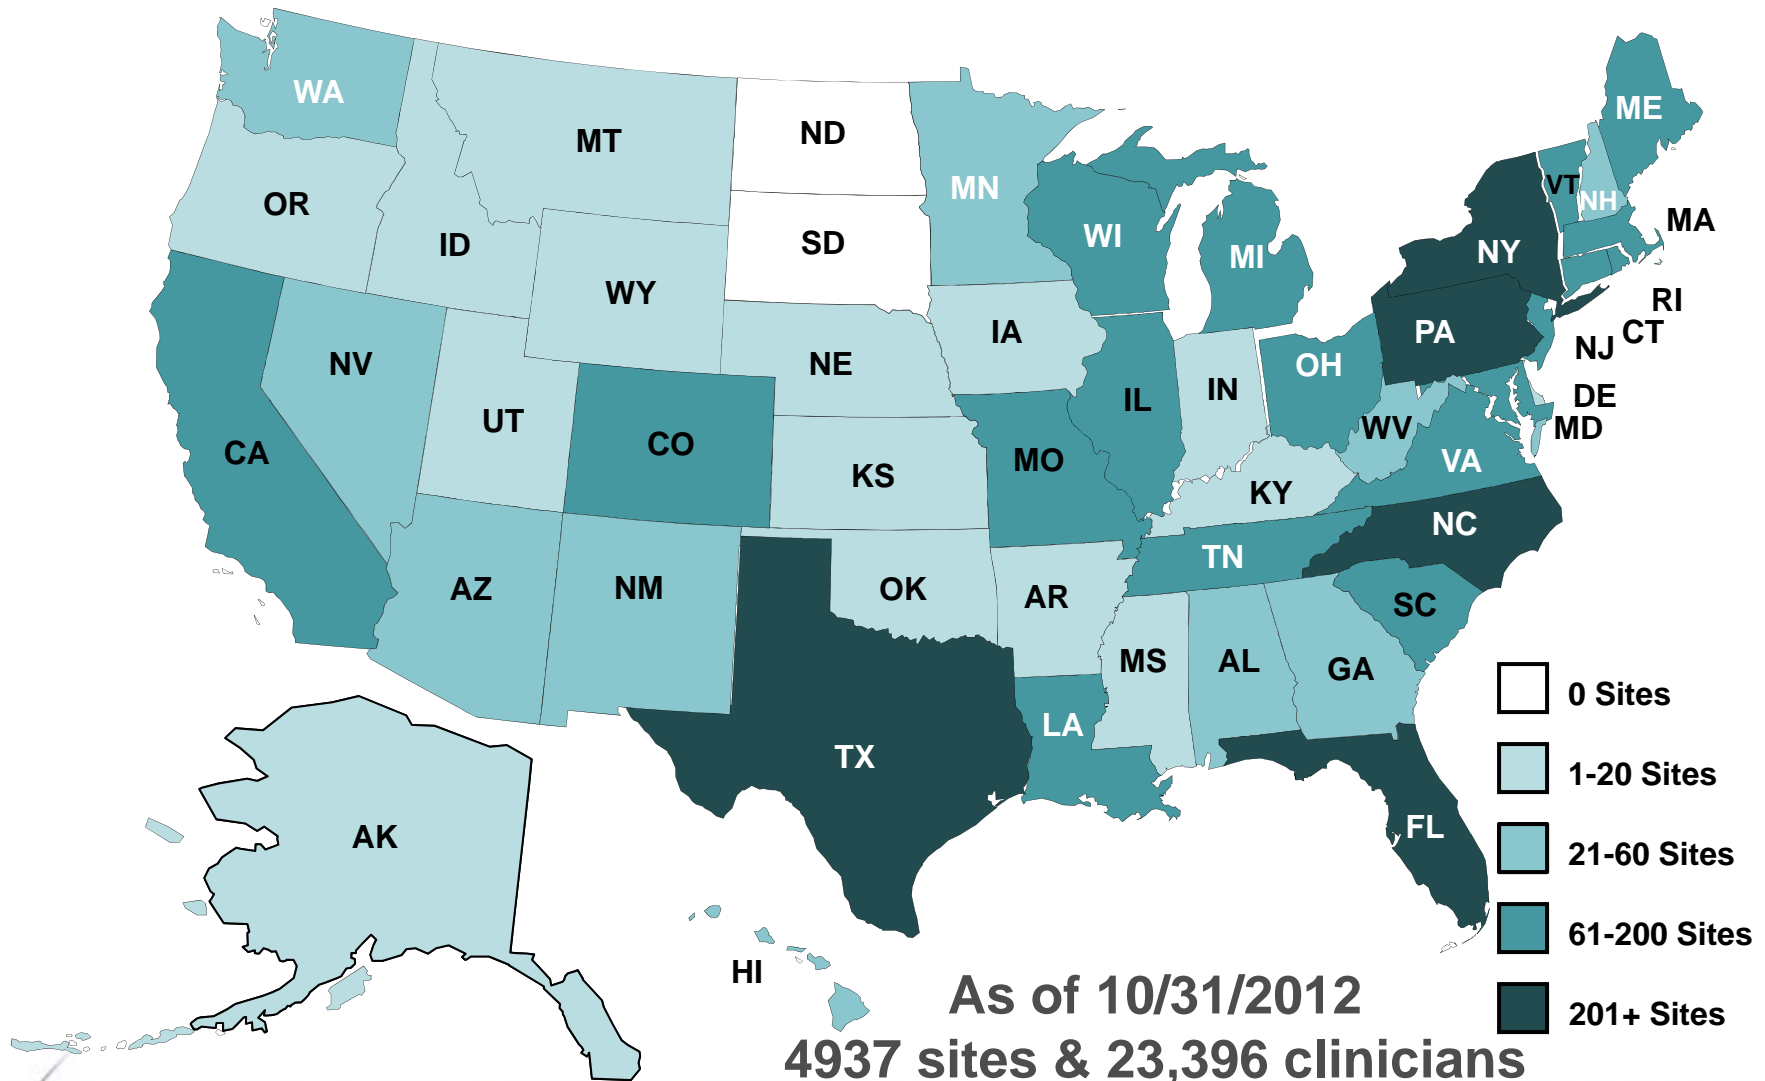 WA
MT
ND
ME
OR
MN
VT
NH
ID
SD
WI
MI
NY
MA
WY
IA
RI
NV
NE
PA
CT
NJ
UT
IL
IN
OH
DE
CA
CO
MO
WV
MD
KS
KY
VA
NC
AZ
NM
OK
AR
TN
SC
MS
AL
GA
TX
LA
FL
AK
HI
0 Sites
1-20 Sites
21-60 Sites
61-200 Sites
201+ Sites
As of 10/31/2012
4937 sites & 23,396 clinicians